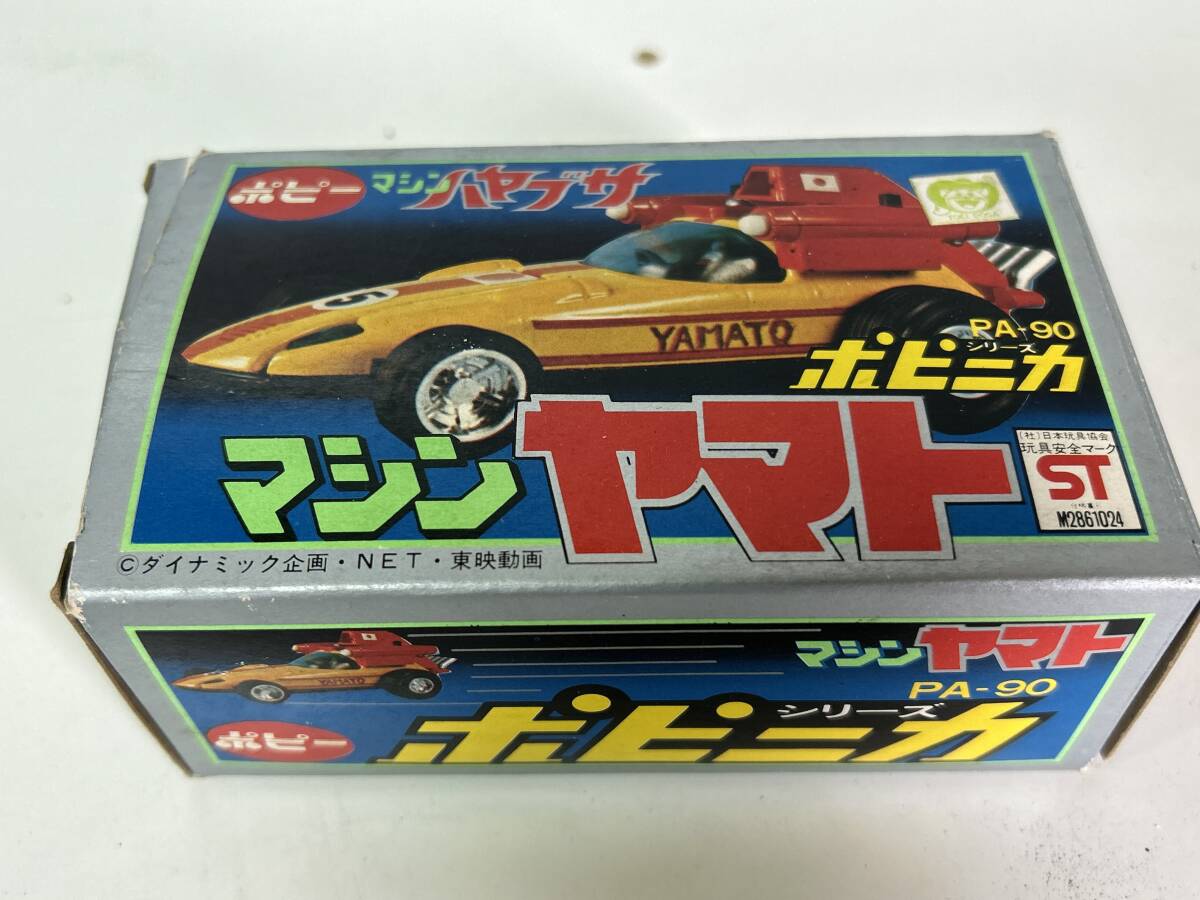 ポピー
マシンハヤブサ
6
YAMATO
PA-90
シリーズ
ポピニカ
マシンヤマト
(社)日本玩具協会
玩具安全マーク
ST
M2861024
©ダイナミック企画・NET・東映動画
YAMATO
マシンヤマト
PA-90
シリーズ
ポピニカ
ポピー